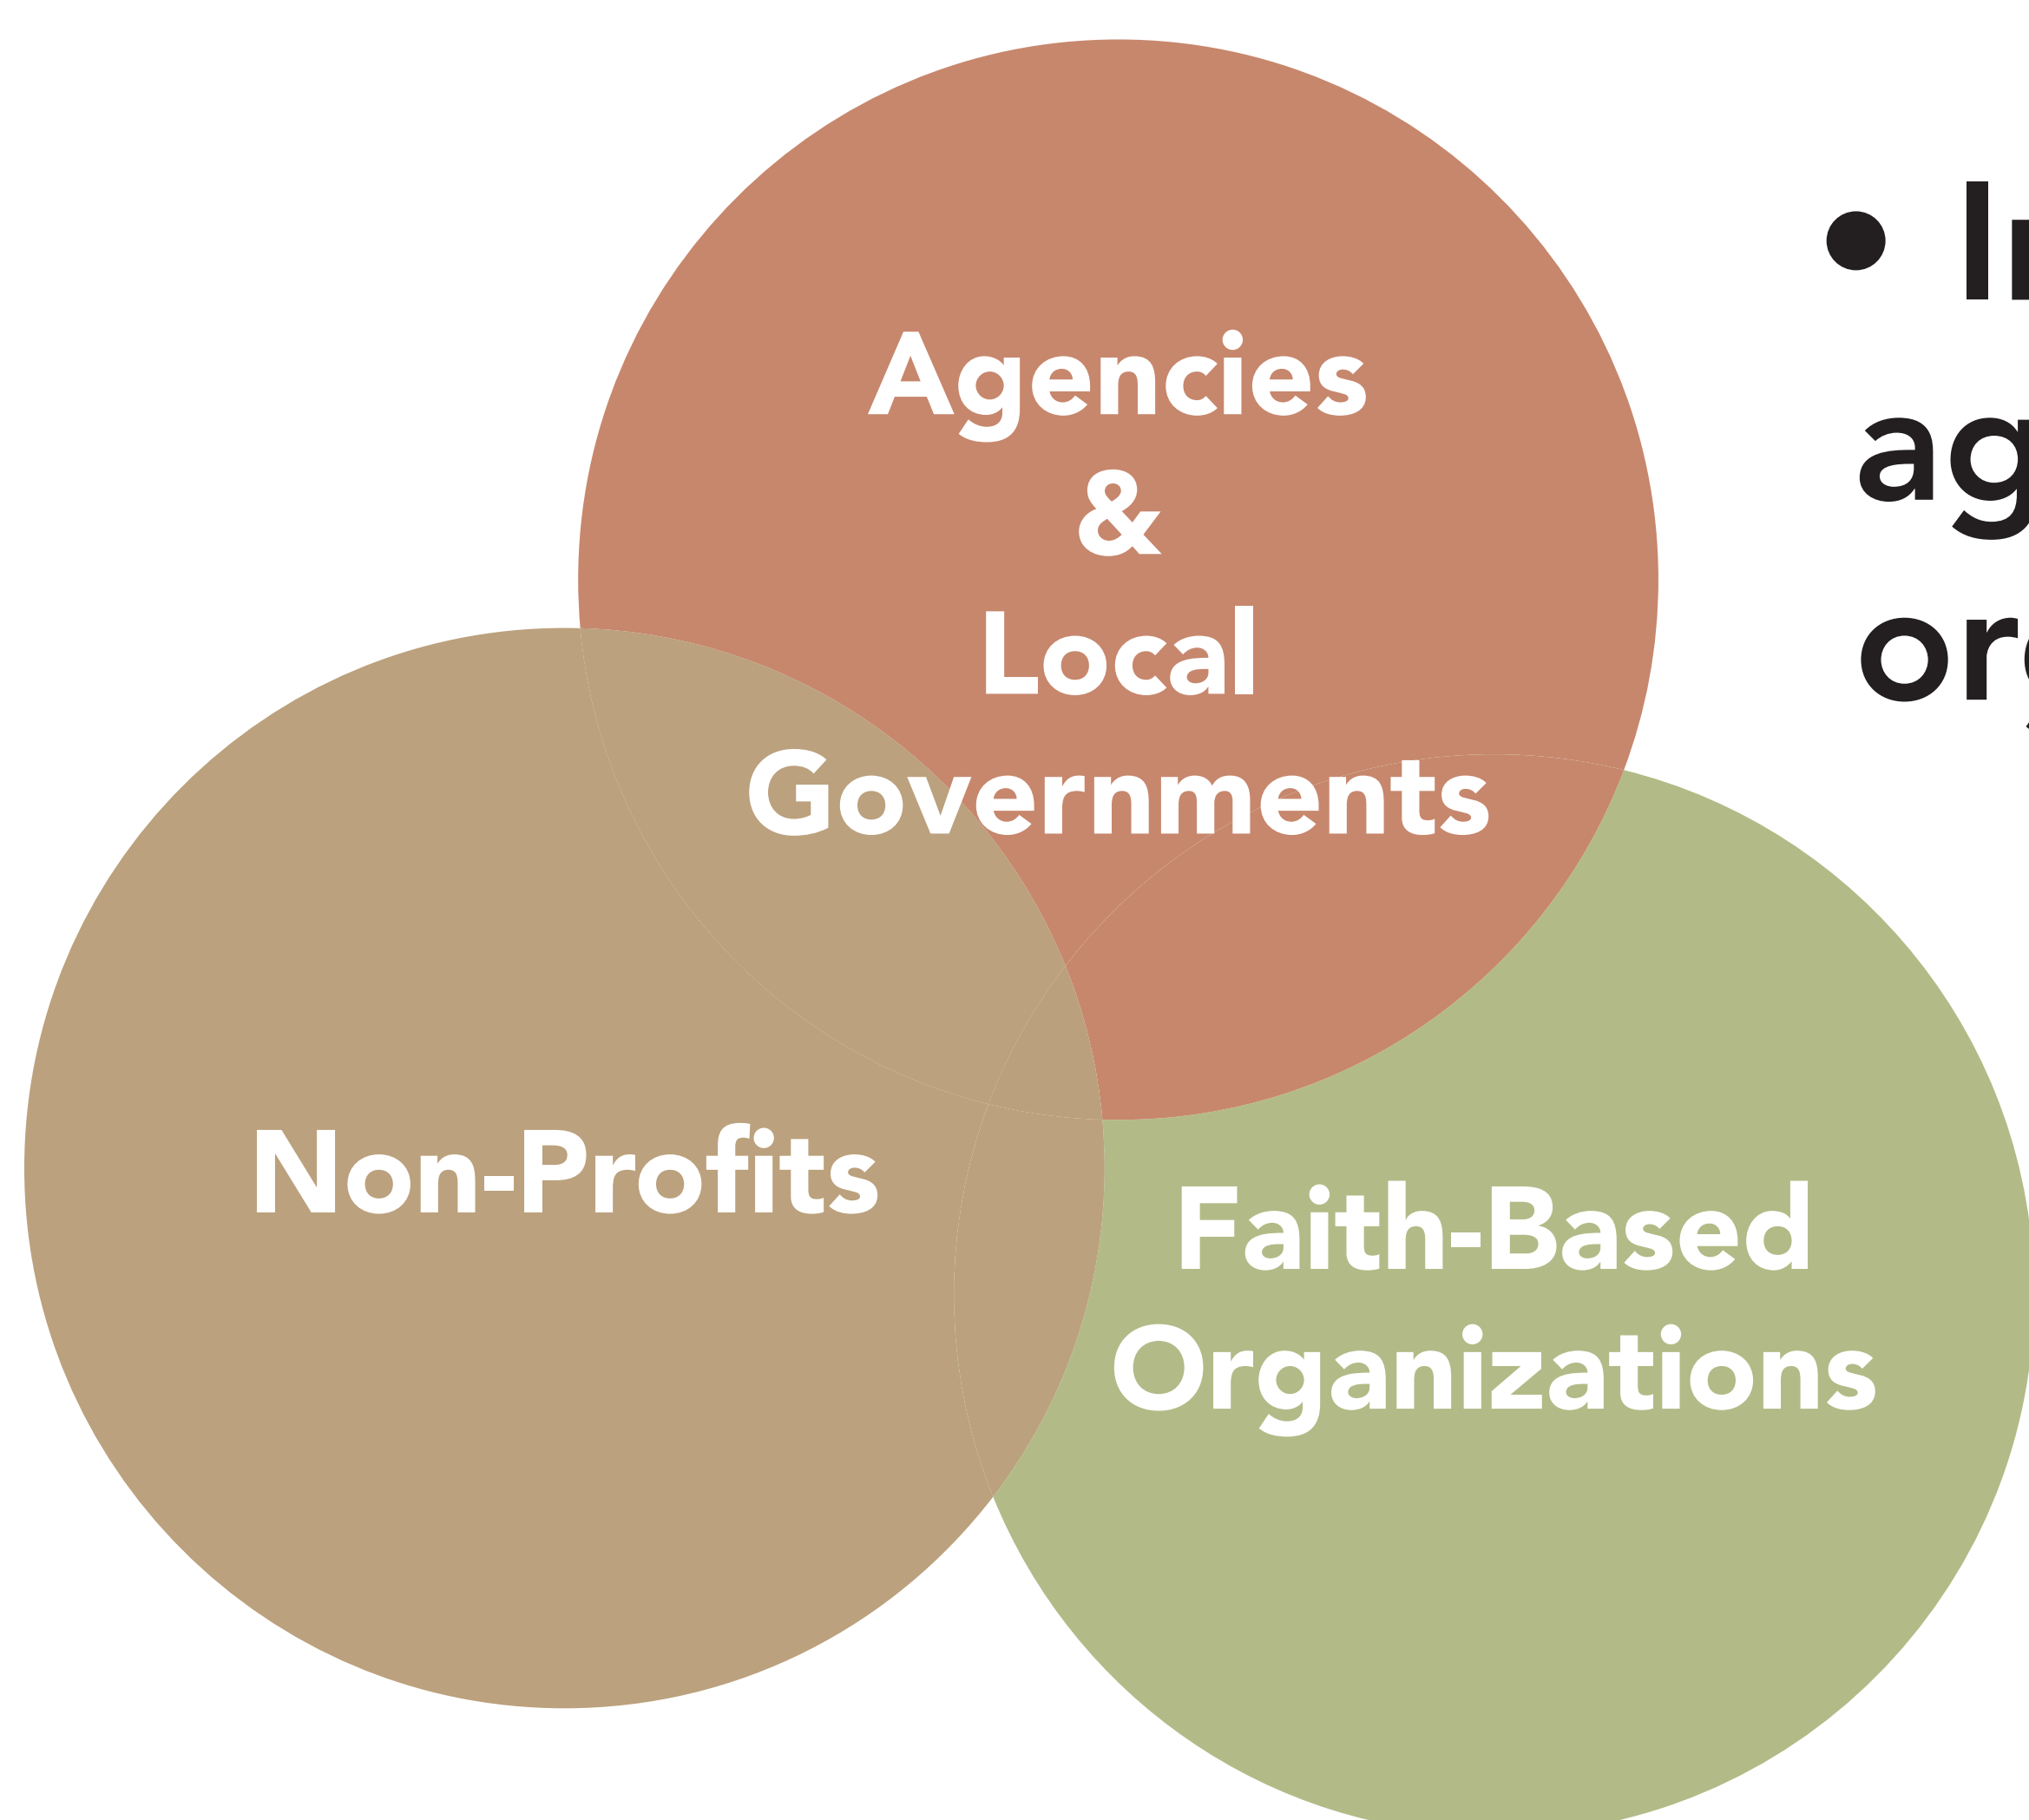 Agencies
&
Local
Governments
Non-Profits
Faith-Based
Organizations